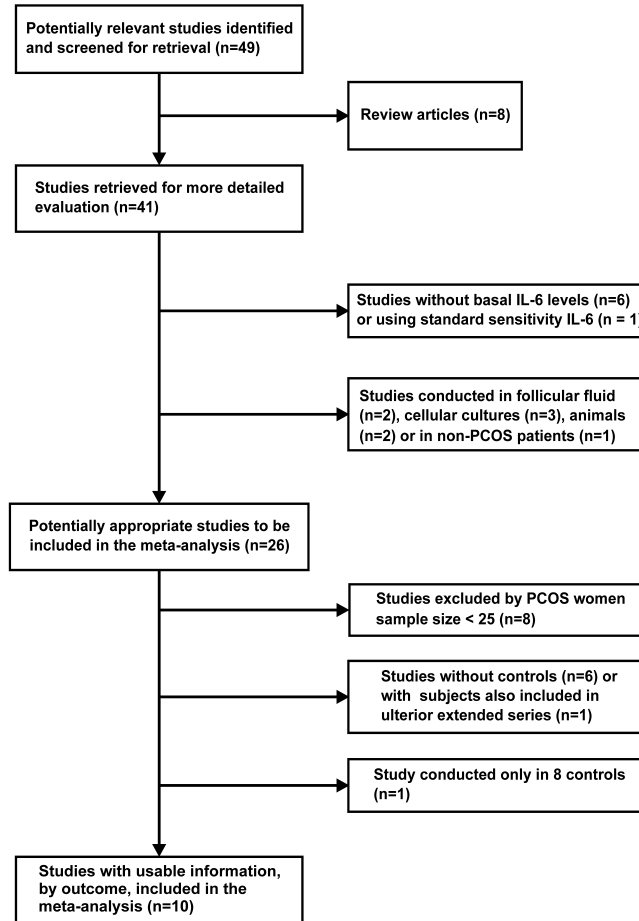 Potentially relevant studies identified
and screened for retrieval (n=49)
Review articles (n=8)
Studies retrieved for more detailed
evaluation (n=41)
Studies without basal IL-6 levels (n=6)
or using standard sensitivity IL-6 (n = 1)
Studies conducted in follicular fluid
(n=2), cellular cultures (n=3), animals
(n=2) or in non-PCOS patients (n=1)
Potentially appropriate studies to be
included in the meta-analysis (n=26)
Studies excluded by PCOS women
sample size < 25 (n=8)
Studies without controls (n=6) or
with subjects also included in
ulterior extended series (n=1)
Study conducted only in 8 controls
(n=1)
Studies with usable information,
by outcome, included in the
meta-analysis (n=10)